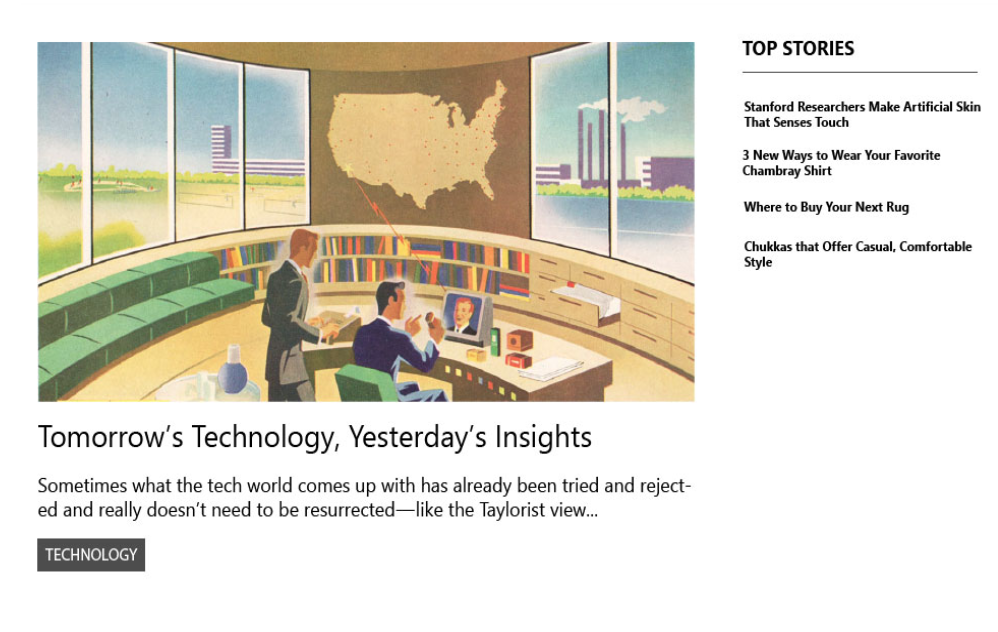 Tomorrow's Technology, Yesterday's Insights
Sometimes what the tech world comes up with has already been tried and reject-
ed and really doesn't need to be resurrected—like the Taylorist view...
TECHNOLOGY
TOP STORIES
Stanford Researchers Make Artificial Skin
That Senses Touch
3 New Ways to Wear Your Favorite
Chambray Shirt
Where to Buy Your Next Rug
Chukkas that Offer Casual, Comfortable
Style